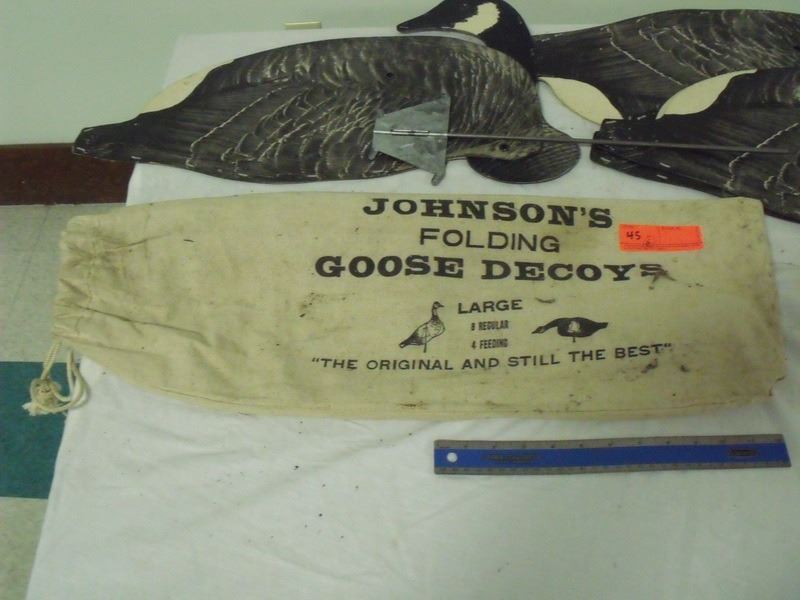 JOHNSON'S
FOLDING
GOOSE DECOYS
LARGE
8 REGULAR
4 FEEDING
"THE ORIGINAL AND STILL THE BEST"
45